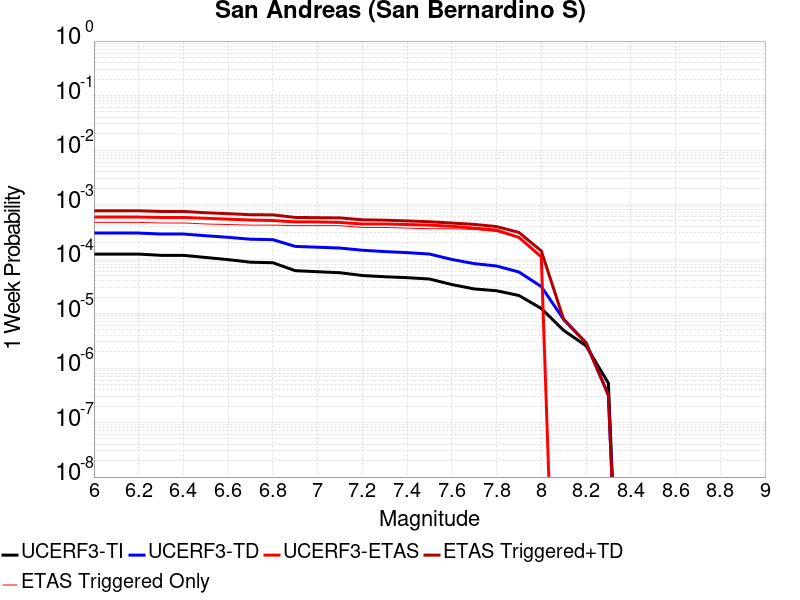 San Andreas (San Bernardino S)
1 Week Probability
10^0
10^-1
10^-2
10^-3
10^-4
10^-5
10^-6
10^-7
10^-8
6 6.2 6.4 6.6 6.8 7 7.2 7.4 7.6 7.8 8 8.2 8.4 8.6 8.8 9
Magnitude
UCERF3-TI UCERF3-TD UCERF3-ETAS ETAS Triggered+TD
ETAS Triggered Only